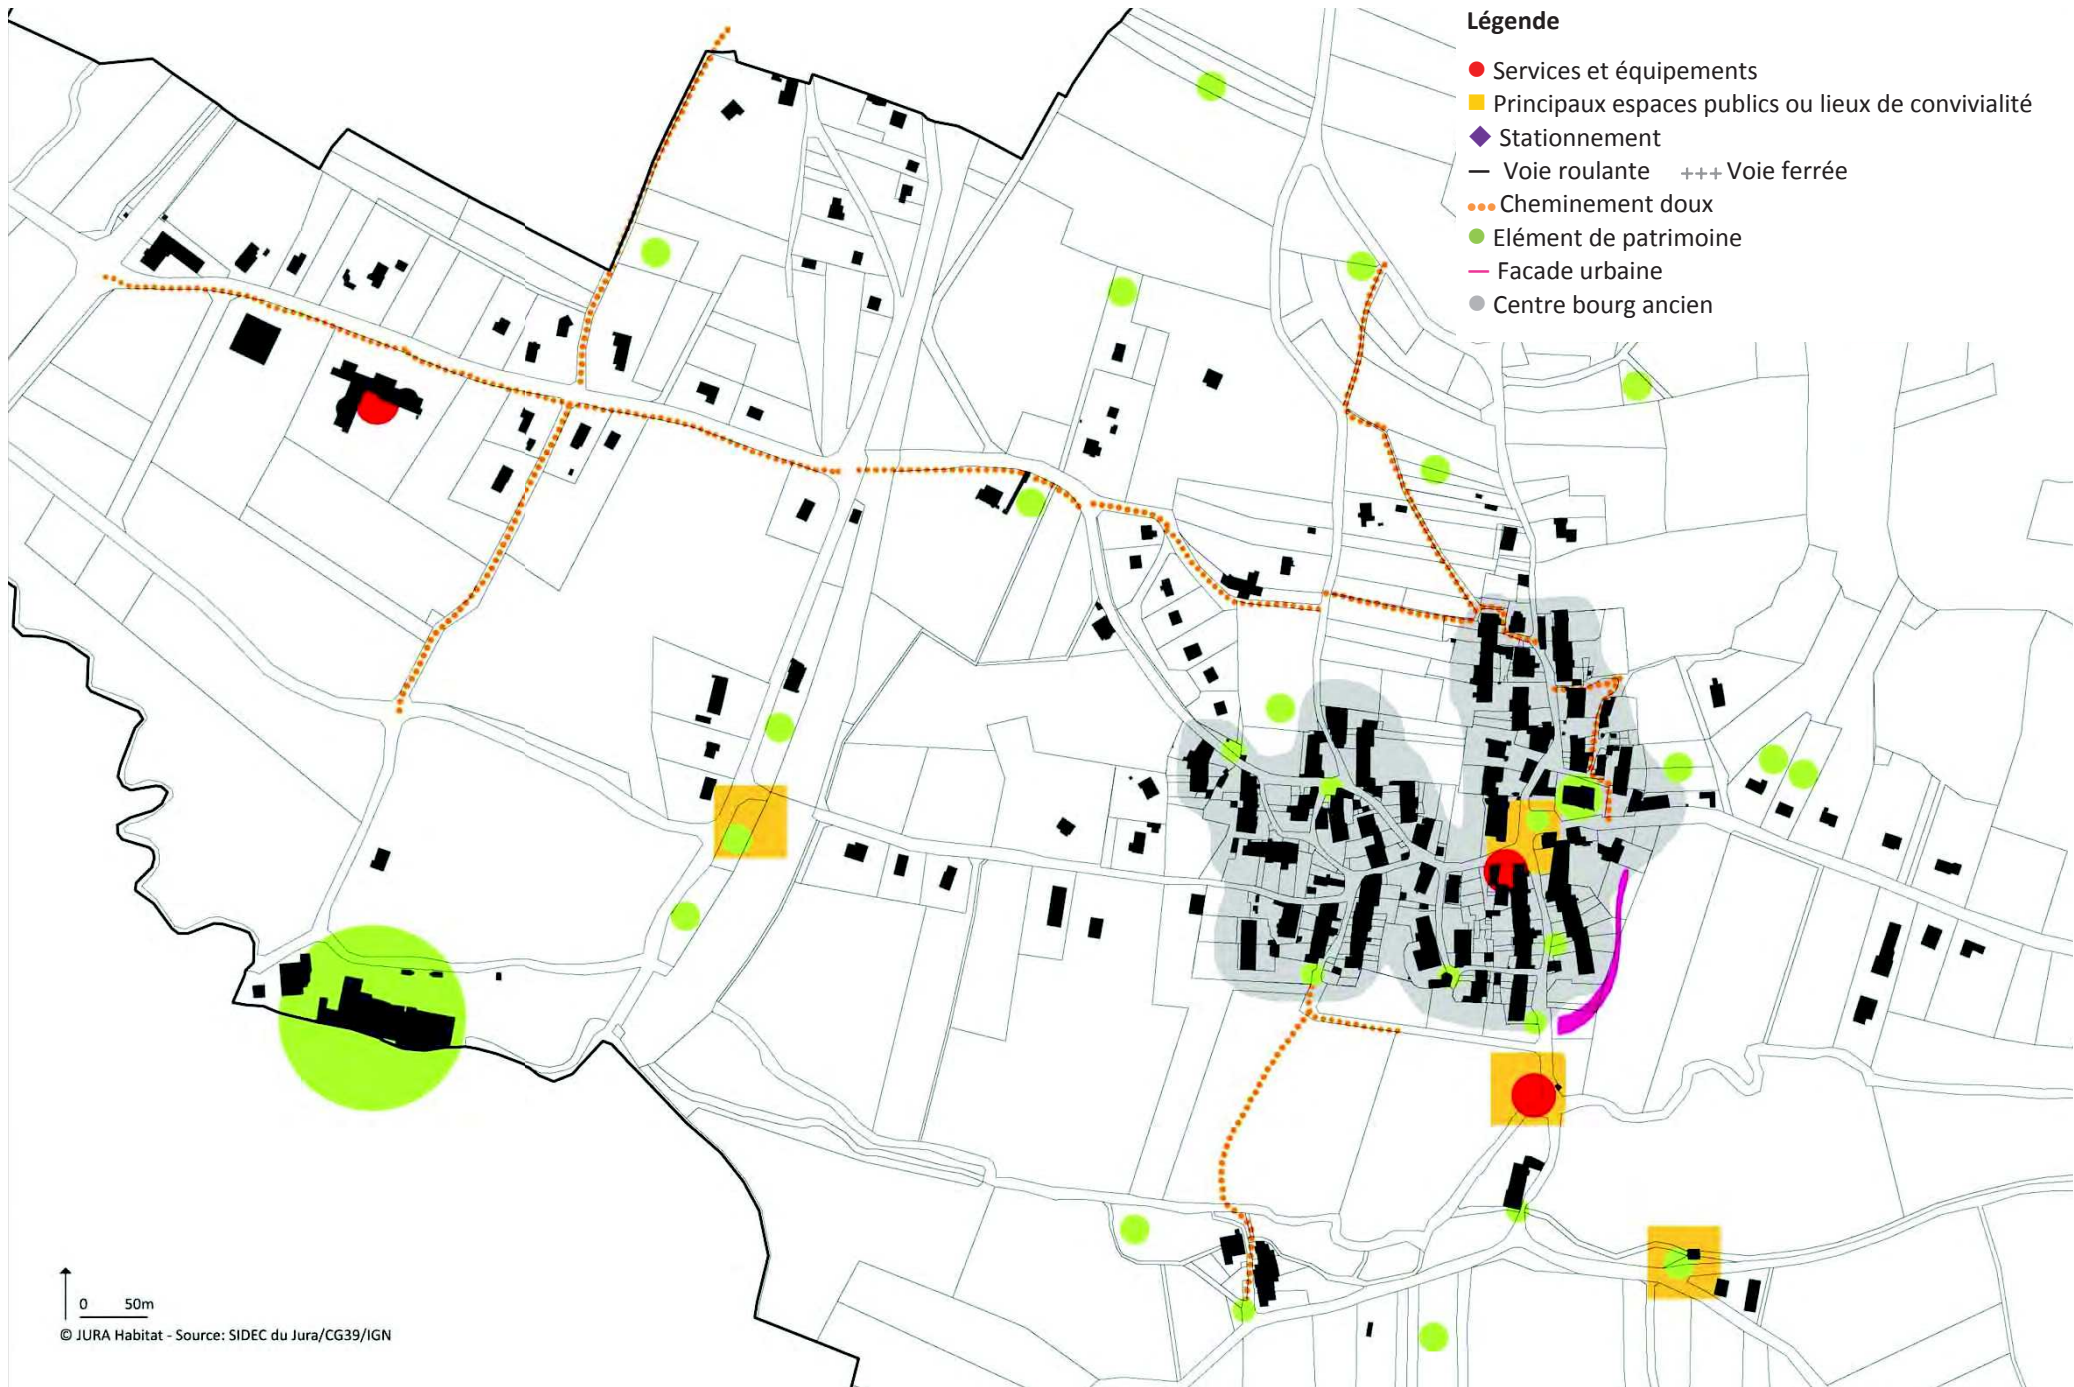 Légende
Services et équipements
Principaux espaces publics ou lieux de convivialité
Stationnement
Voie roulante +++ Voie ferrée
Cheminement doux
Elément de patrimoine
Facade urbaine
Centre bourg ancien
0 50m
© JURA Habitat - Source: SIDEC du Jura/CG39/IGN